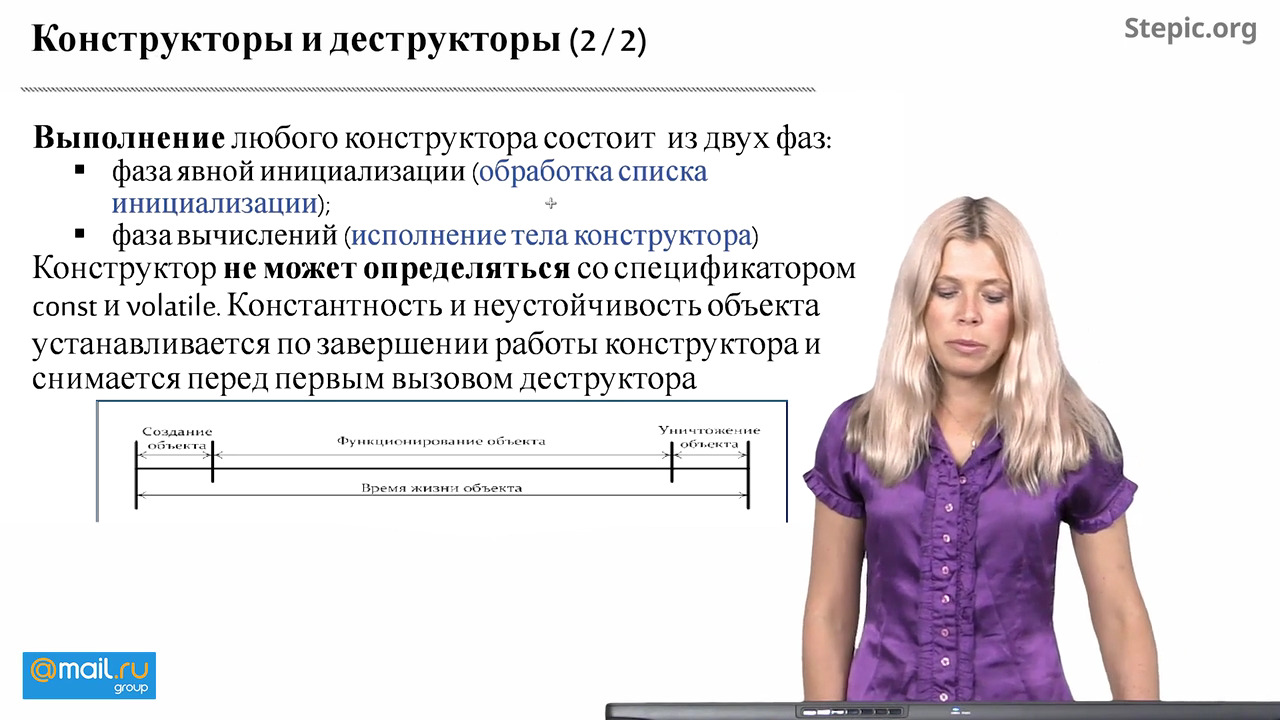 Конструкторы и деструкторы (2 / 2)
Stepic.org
Выполнение любого конструктора состоит из двух фаз:
фаза явной инициализации (обработка списка
инициализации);
фаза вычислений (исполнение тела конструктора)
Конструктор не может определяться со спецификатором
const и volatile. Константность и неустойчивость объекта
устанавливается по завершении работы конструктора и
снимается перед первым вызовом деструктора
Создание
объекта
Функционирование объекта
Уничтожение
объекта
Время жизни объекта
@mail.ru
group